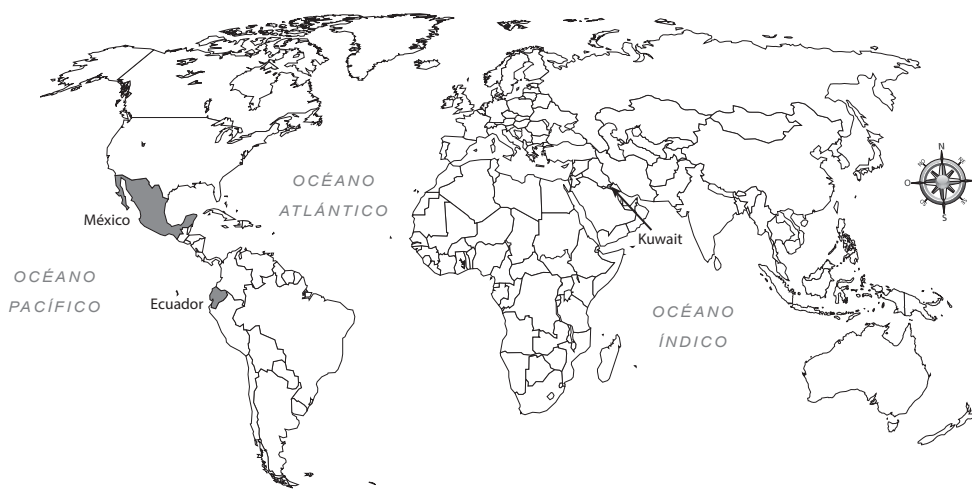 OCÉANO
ATLÁNTICO
México
Kuwait
OCÉANO
PACÍFICO
Ecuador
OCÉANO
ÍNDICO
N
E
S
O